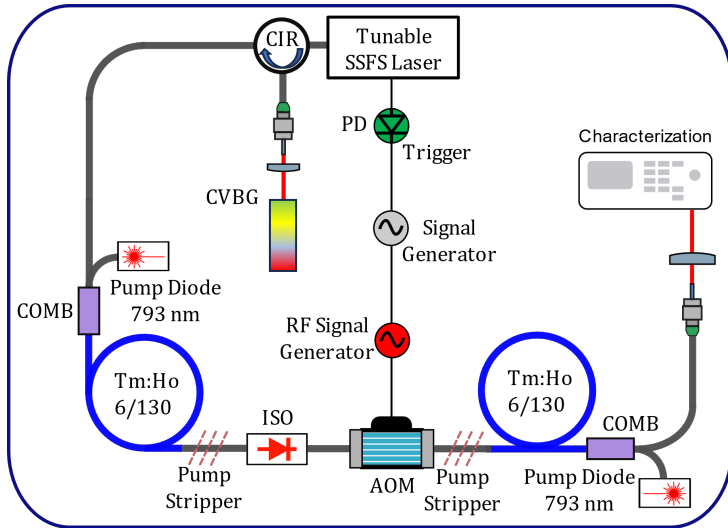 CIR
Tunable
SSFS Laser
PD
Trigger
Characterization
CVBG
Signal
Generator
COMB
Pump Diode
793 nm
RF Signal
Generator
Tm:Ho
6/130
Tm:Ho
6/130
ISO
COMB
Pump
Stripper
AOM
Pump
Stripper
Pump Diode
793 nm